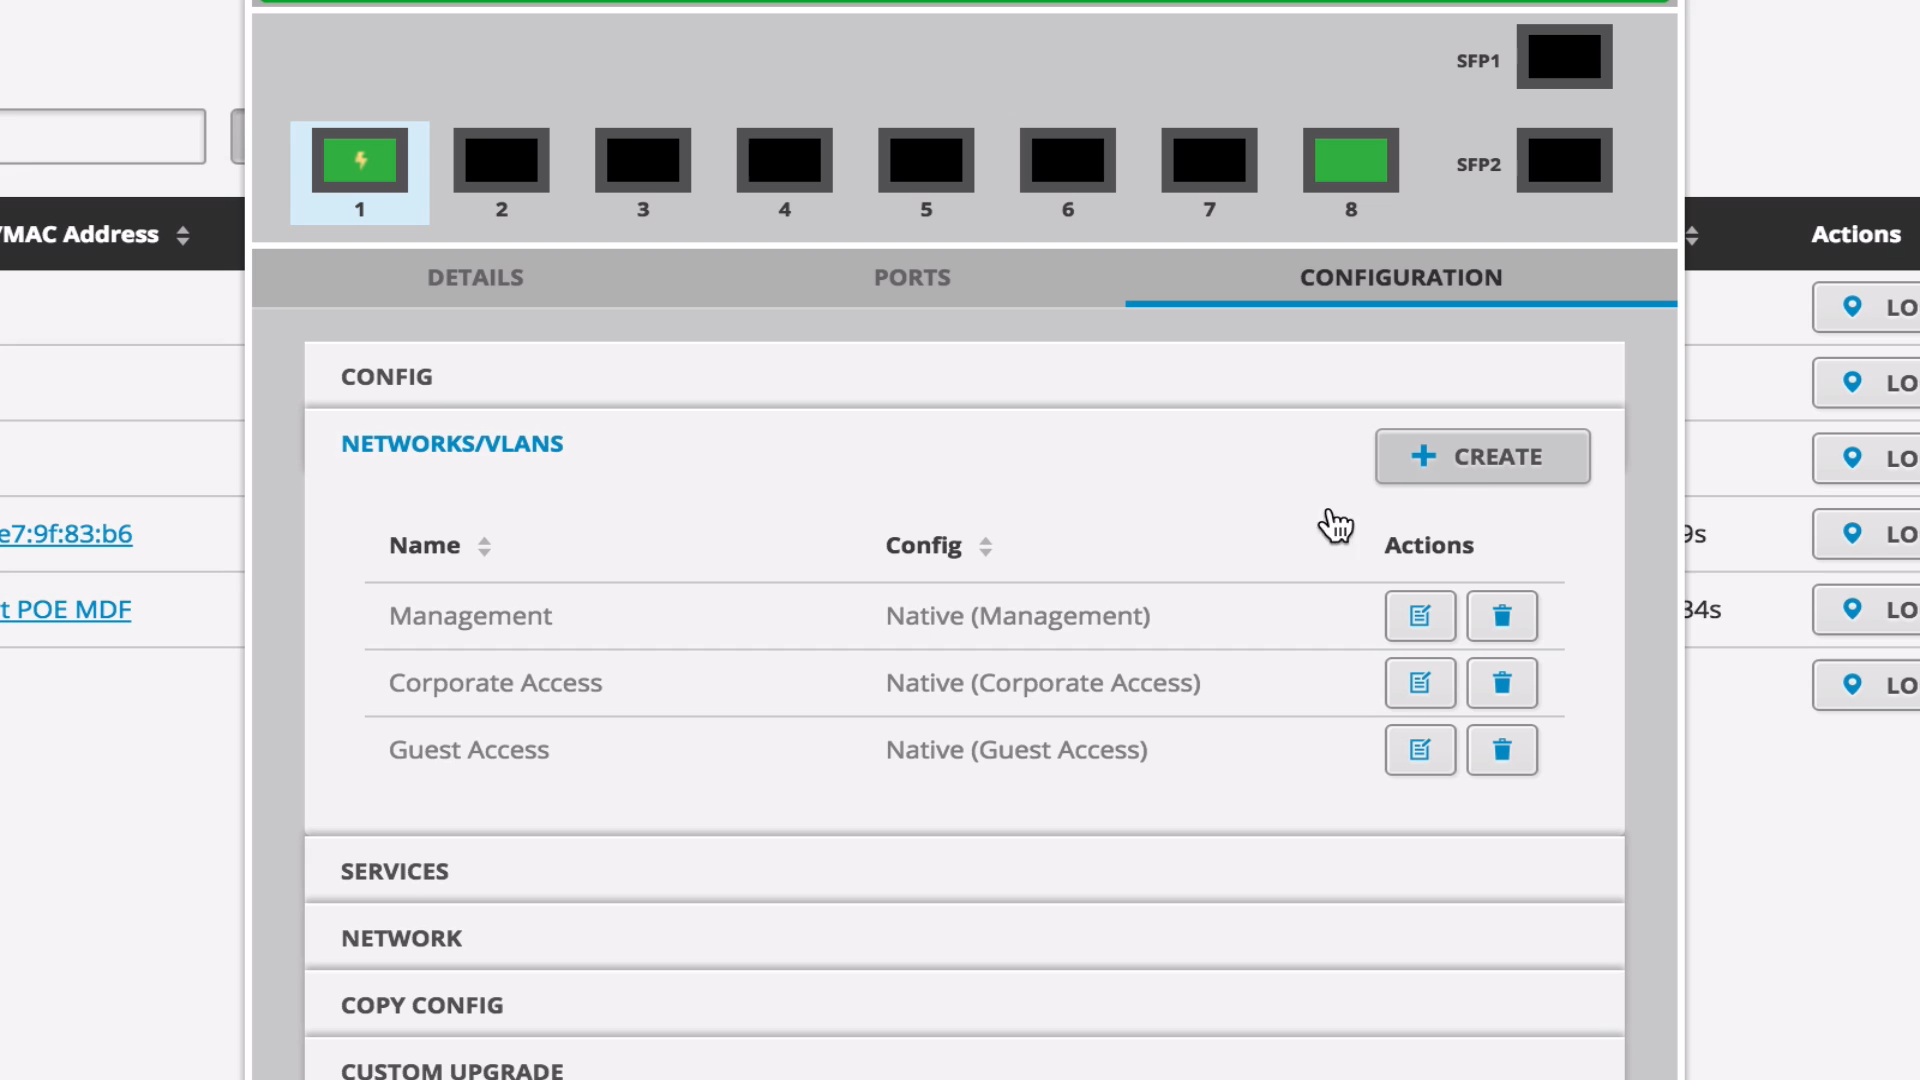 SFP1
SFP2
1 2 3 4 5 6 7 8
/MAC Address
Actions
DETAILS PORTS CONFIGURATION
LO
CONFIG
LO
NETWORKS/VLANS
+ CREATE
LO
e7:9f:83:b6
9s
LO
Name Config Actions
t POE MDF
34s
LO
Management Native (Management)
Corporate Access Native (Corporate Access)
LO
Guest Access Native (Guest Access)
SERVICES
NETWORK
COPY CONFIG
CUSTOM UPGRADE